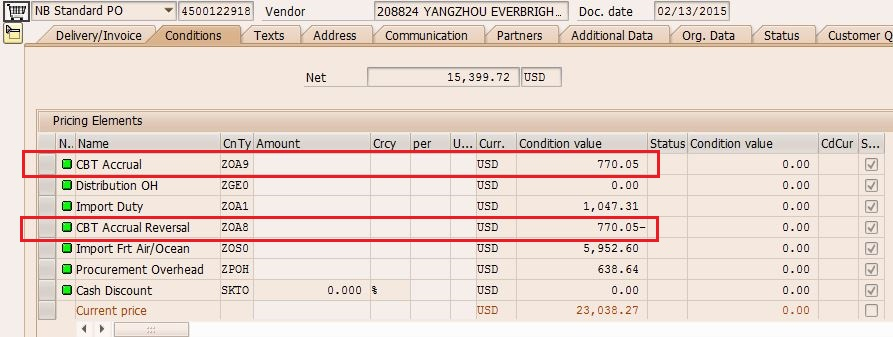 NB Standard PO 4500122918 Vendor 208824 YANGZHOU EVERBRIGH... Doc. date 02/13/2015
Delivery/Invoice Conditions Texts Address Communication Partners Additional Data Org. Data Status Customer Q
Net 15,399.72 USD
Pricing Elements
N.. Name CnTy Amount Crcy per U... Curr. Condition value Status Condition value CdCur S...
CBT Accrual ZOA9 USD 770.05 0.00
Distribution OH ZGE0 USD 0.00 0.00
Import Duty ZOA1 USD 1,047.31 0.00
CBT Accrual Reversal ZOA8 USD 770.05- 0.00
Import Frt Air/Ocean ZOS0 USD 5,952.60 0.00
Procurement Overhead ZPOH USD 638.64 0.00
Cash Discount SKTO 0.000 % USD 0.00 0.00
Current price USD 23,038.27 0.00